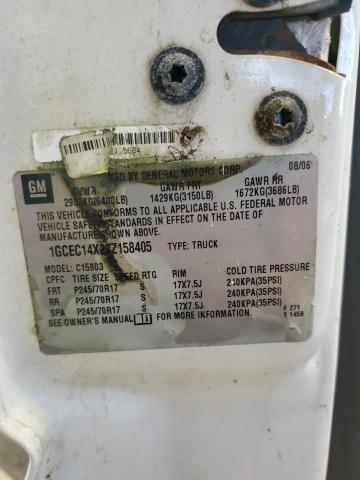 5684
MFD BY GENERAL MOTORS CORP. 08/06
GM
GVWR GAWR FRT GAWR RR
(6400LB) 1429KG(3150LB) 1672KG(3686LB)
THIS VEHICLE CONFORMS TO ALL APPLICABLE U.S. FEDERAL MOTOR
VEHICLE SAFETY STANDARDS IN EFFECT ON THE DATE OF
MANUFACTURE SHOWN ABOVE.
TYPE: TRUCK
MODEL: C15903
CPFC TIRE SIZE SPEED RTG RIM COLD TIRE PRESSURE
FRT P245/70R17 S 17X7.5J 240KPA(35PSI)
RR P245/70R17 S 17X7.5J 240KPA(35PSI)
SPA P245/70R17 S 17X7.5J 240KPA(35PSI)
SEE OWNER'S MANUAL FOR MORE INFORMATION.
F 271
T 1458